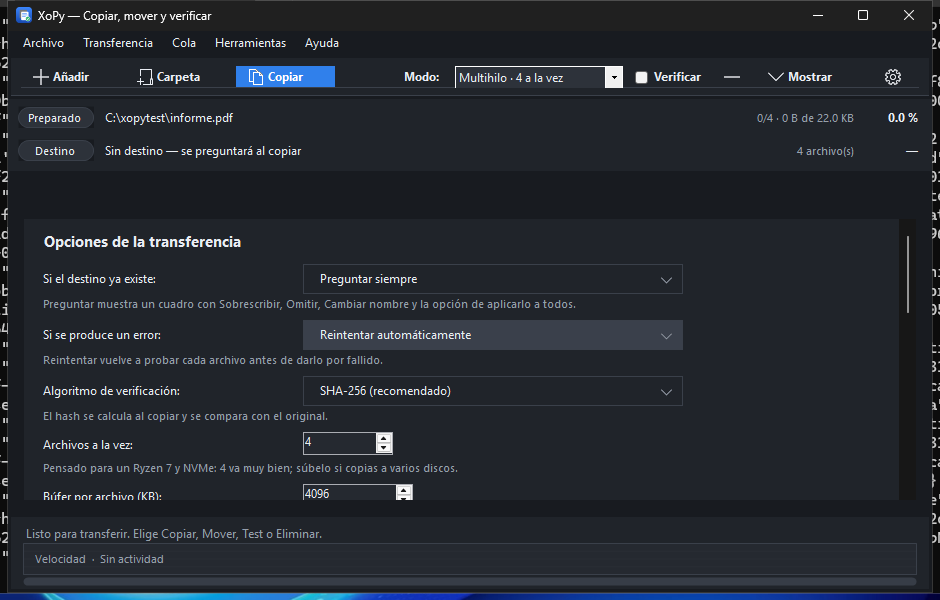 XoPy — Copiar, mover y verificar
Archivo Transferencia Cola Herramientas Ayuda
Añadir Carpeta Copiar Modo: Multihilo · 4 a la vez Verificar Mostrar
Preparado C:\xopytest\informe.pdf 0/4 · 0 B de 22.0 KB 0.0 %
Destino Sin destino — se preguntará al copiar 4 archivo(s) —
Opciones de la transferencia
Si el destino ya existe: Preguntar siempre
Preguntar muestra un cuadro con Sobrescribir, Omitir, Cambiar nombre y la opción de aplicarlo a todos.
Si se produce un error: Reintentar automáticamente
Reintentar vuelve a probar cada archivo antes de darlo por fallido.
Algoritmo de verificación: SHA-256 (recomendado)
El hash se calcula al copiar y se compara con el original.
Archivos a la vez: 4
Pensado para un Ryzen 7 y NVMe: 4 va muy bien; súbelo si copias a varios discos.
Búfer por archivo (KB): 4096
Listo para transferir. Elige Copiar, Mover, Test o Eliminar.
Velocidad · Sin actividad